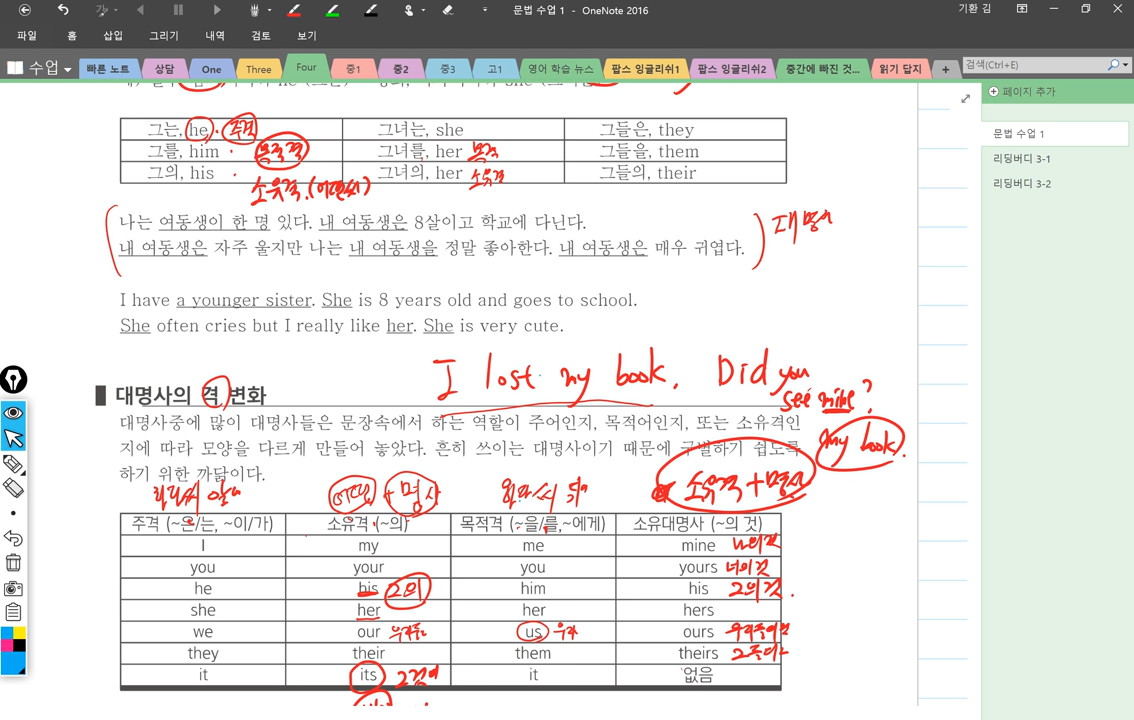 문법 수업 1 - OneNote 2016
기환 김
파일 홈 삽입 그리기 내역 검토 보기
수업 빠른 노트 상담 One Three Four 중1 중2 중3 고1 영어 학습 뉴스 팝스 잉글리쉬1 팝스 잉글리쉬2 중간에 빠진 것... 읽기 답지 + 검색(Ctrl+E)
페이지 추가
문법 수업 1
리딩버디 3-1
리딩버디 3-2
그는, he 주격 그녀는, she 그들은, they
그를, him 목적격 그녀를, her 목적격 그들을, them
그의, his 그녀의, her 소유격 그들의, their
소유격.
나는 여동생이 한 명 있다. 내 여동생은 8살이고 학교에 다닌다. 대명사
내 여동생은 자주 울지만 나는 내 여동생을 정말 좋아한다. 내 여동생은 매우 귀엽다.
I have a younger sister. She is 8 years old and goes to school.
She often cries but I really like her. She is very cute.
I lost my book. Did you
see mine?
대명사의 격 변화
대명사중에 많이 대명사들은 문장속에서 하는 역할이 주어인지, 목적어인지, 또는 소유격인
지에 따라 모양을 다르게 만들어 놓았다. 흔히 쓰이는 대명사이기 때문에 구별하기 쉽도록
my book.
하기 위한 까닭이다.
소유격+명사
+ 명사
주격 (~은/는, ~이/가) 소유격 (~의) 목적격 (~을/를,~에게) 소유대명사 (~의 것)
I my me mine 나의것
you your you yours 너의것
he his 그의 him his 그의것.
she her her hers
we our us ours
they their them theirs
it its it 없음